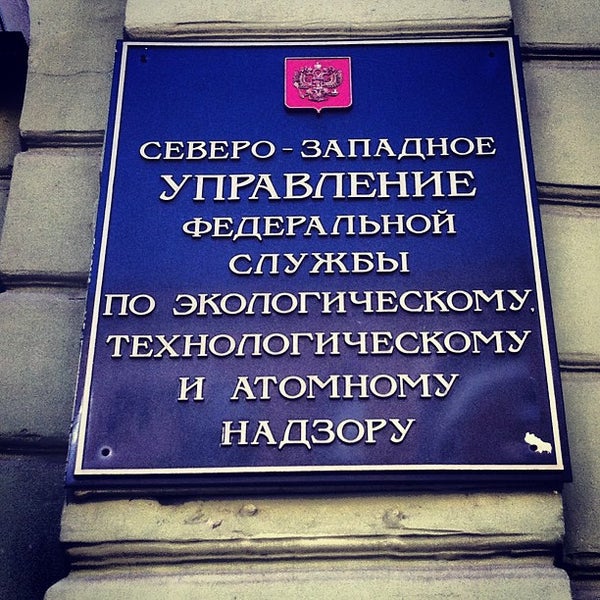 СЕВЕРО - ЗАПАДНОЕ
УПРАВЛЕНИЕ
ФЕДЕРАЛЬНОЙ
СЛУЖБЫ
ПО ЭКОЛОГИЧЕСКОМУ,
ТЕХНОЛОГИЧЕСКОМУ
И АТОМНОМУ
НАДЗОРУ